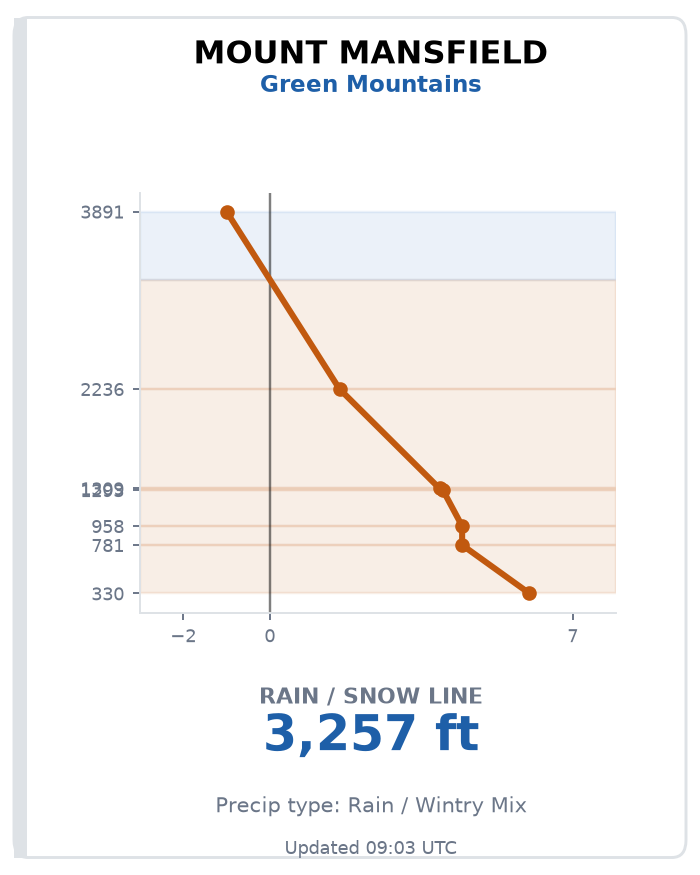 MOUNT MANSFIELD
Green Mountains
3891
2236
958
781
330
−2 0 7
RAIN / SNOW LINE
3,257 ft
Precip type: Rain / Wintry Mix
Updated 09:03 UTC